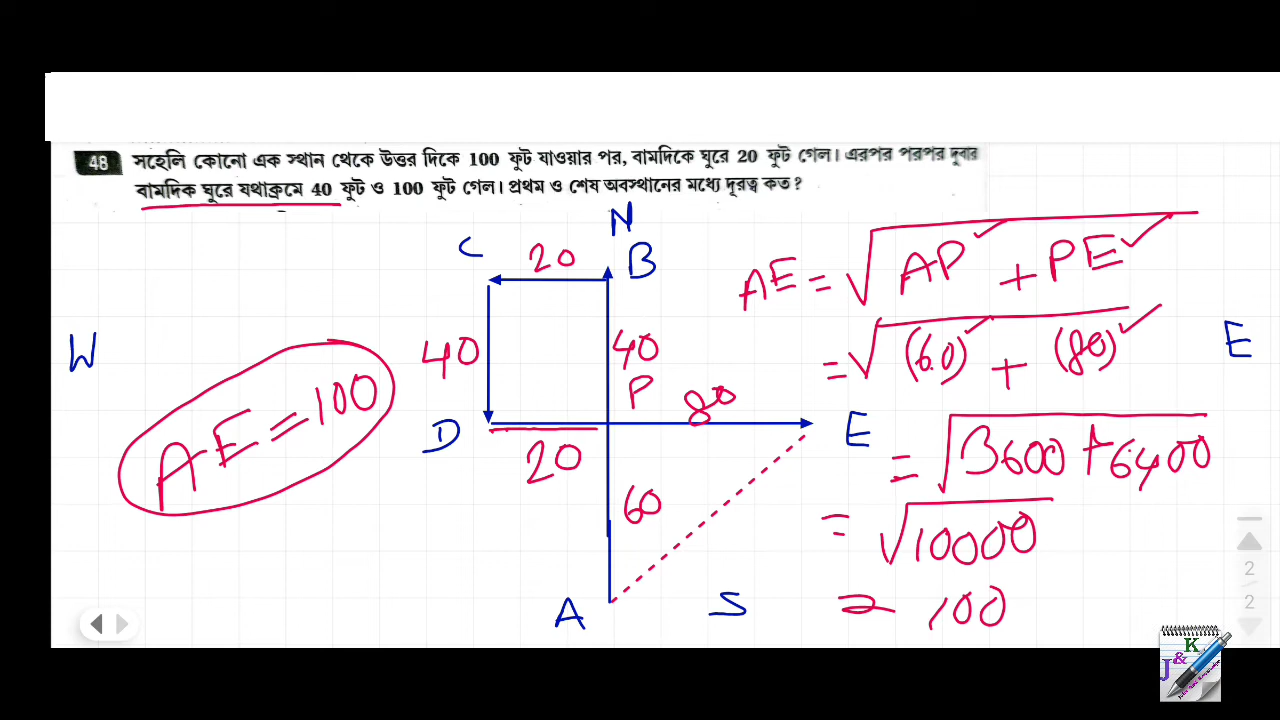 48 সহেলি কোনো এক স্থান থেকে উত্তর দিকে 100 ফুট যাওয়ার পর, বামদিকে ঘুরে 20 ফুট গেল। এরপর পরপর দুবার
বামদিক ঘুরে যথাক্রমে 40 ফুট ও 100 ফুট গেল। প্রথম ও শেষ অবস্থানের মধ্যে দূরত্ব কত?
N
C 20 B
AE = √AP + PE
W
40 40
= √(60) + (80)
E
P 80
AE = 100
D E
20
= √3600 + 6400
60
= √10000
A S
= 100
2
2
J & K